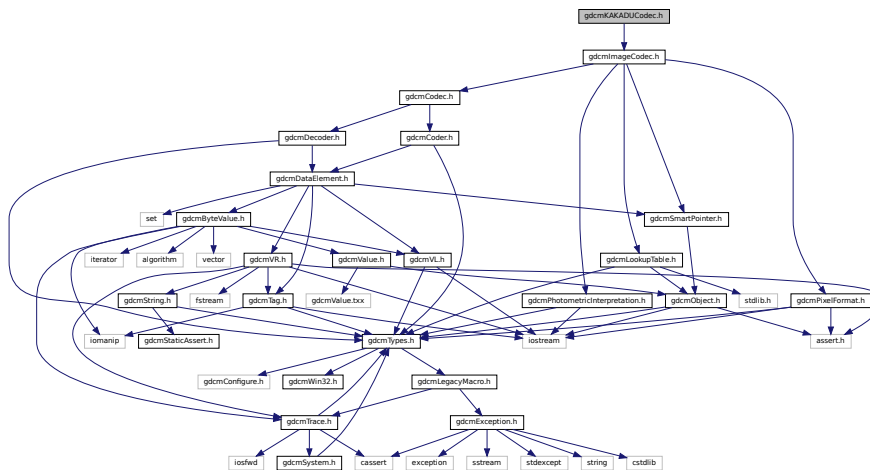 gdcmKAKADUCodec.h
gdcmImageCodec.h
gdcmCodec.h
gdcmDecoder.h
gdcmCoder.h
gdcmDataElement.h
set
gdcmByteValue.h
gdcmSmartPointer.h
iterator
algorithm
vector
gdcmVR.h
gdcmValue.h
gdcmVL.h
gdcmLookupTable.h
gdcmString.h
fstream
gdcmTag.h
gdcmValue.txx
gdcmPhotometricInterpretation.h
gdcmObject.h
stdlib.h
gdcmPixelFormat.h
iomanip
gdcmStaticAssert.h
gdcmTypes.h
iostream
assert.h
gdcmConfigure.h
gdcmWin32.h
gdcmLegacyMacro.h
gdcmTrace.h
gdcmException.h
iosfwd
gdcmSystem.h
cassert
exception
sstream
stdexcept
string
cstdlib